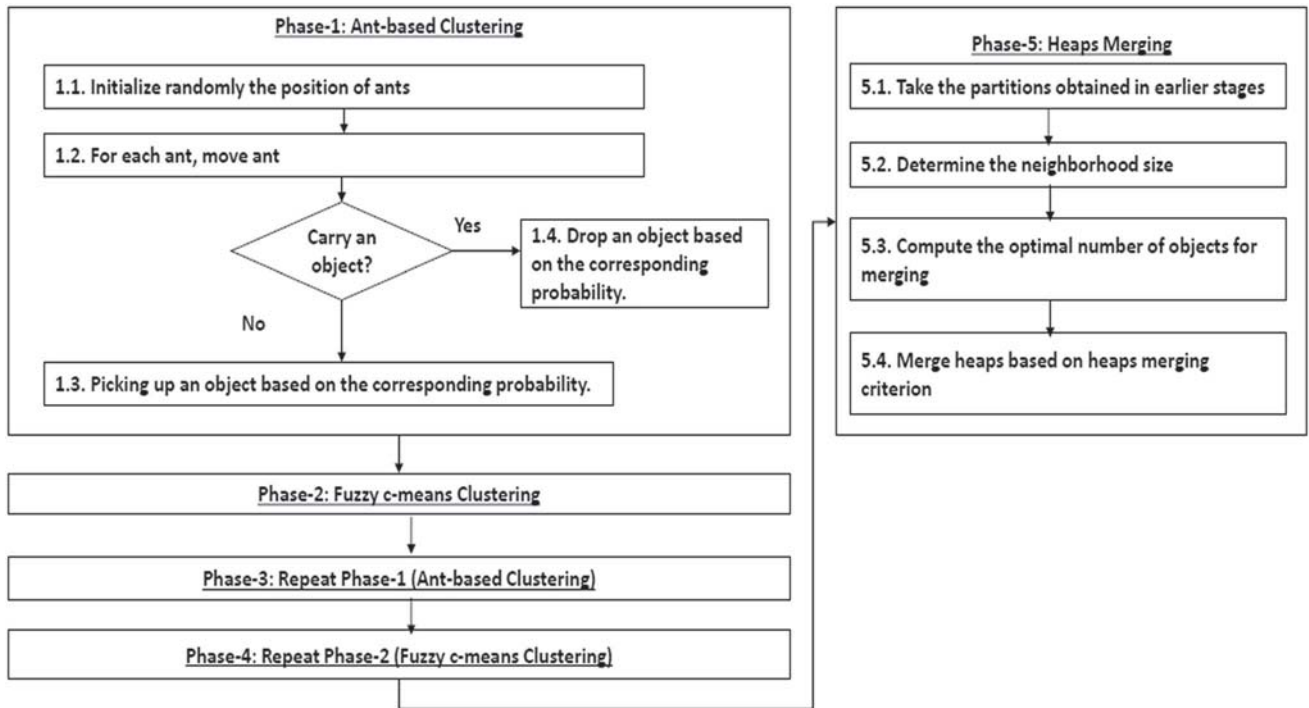 Phase-1: Ant-based Clustering
1.1. Initialize randomly the position of ants
1.2. For each ant, move ant
Carry an
object?
Yes
1.4. Drop an object based
on the corresponding
probability.
No
1.3. Picking up an object based on the corresponding probability.
Phase-2: Fuzzy c-means Clustering
Phase-3: Repeat Phase-1 (Ant-based Clustering)
Phase-4: Repeat Phase-2 (Fuzzy c-means Clustering)
Phase-5: Heaps Merging
5.1. Take the partitions obtained in earlier stages
5.2. Determine the neighborhood size
5.3. Compute the optimal number of objects for
merging
5.4. Merge heaps based on heaps merging
criterion